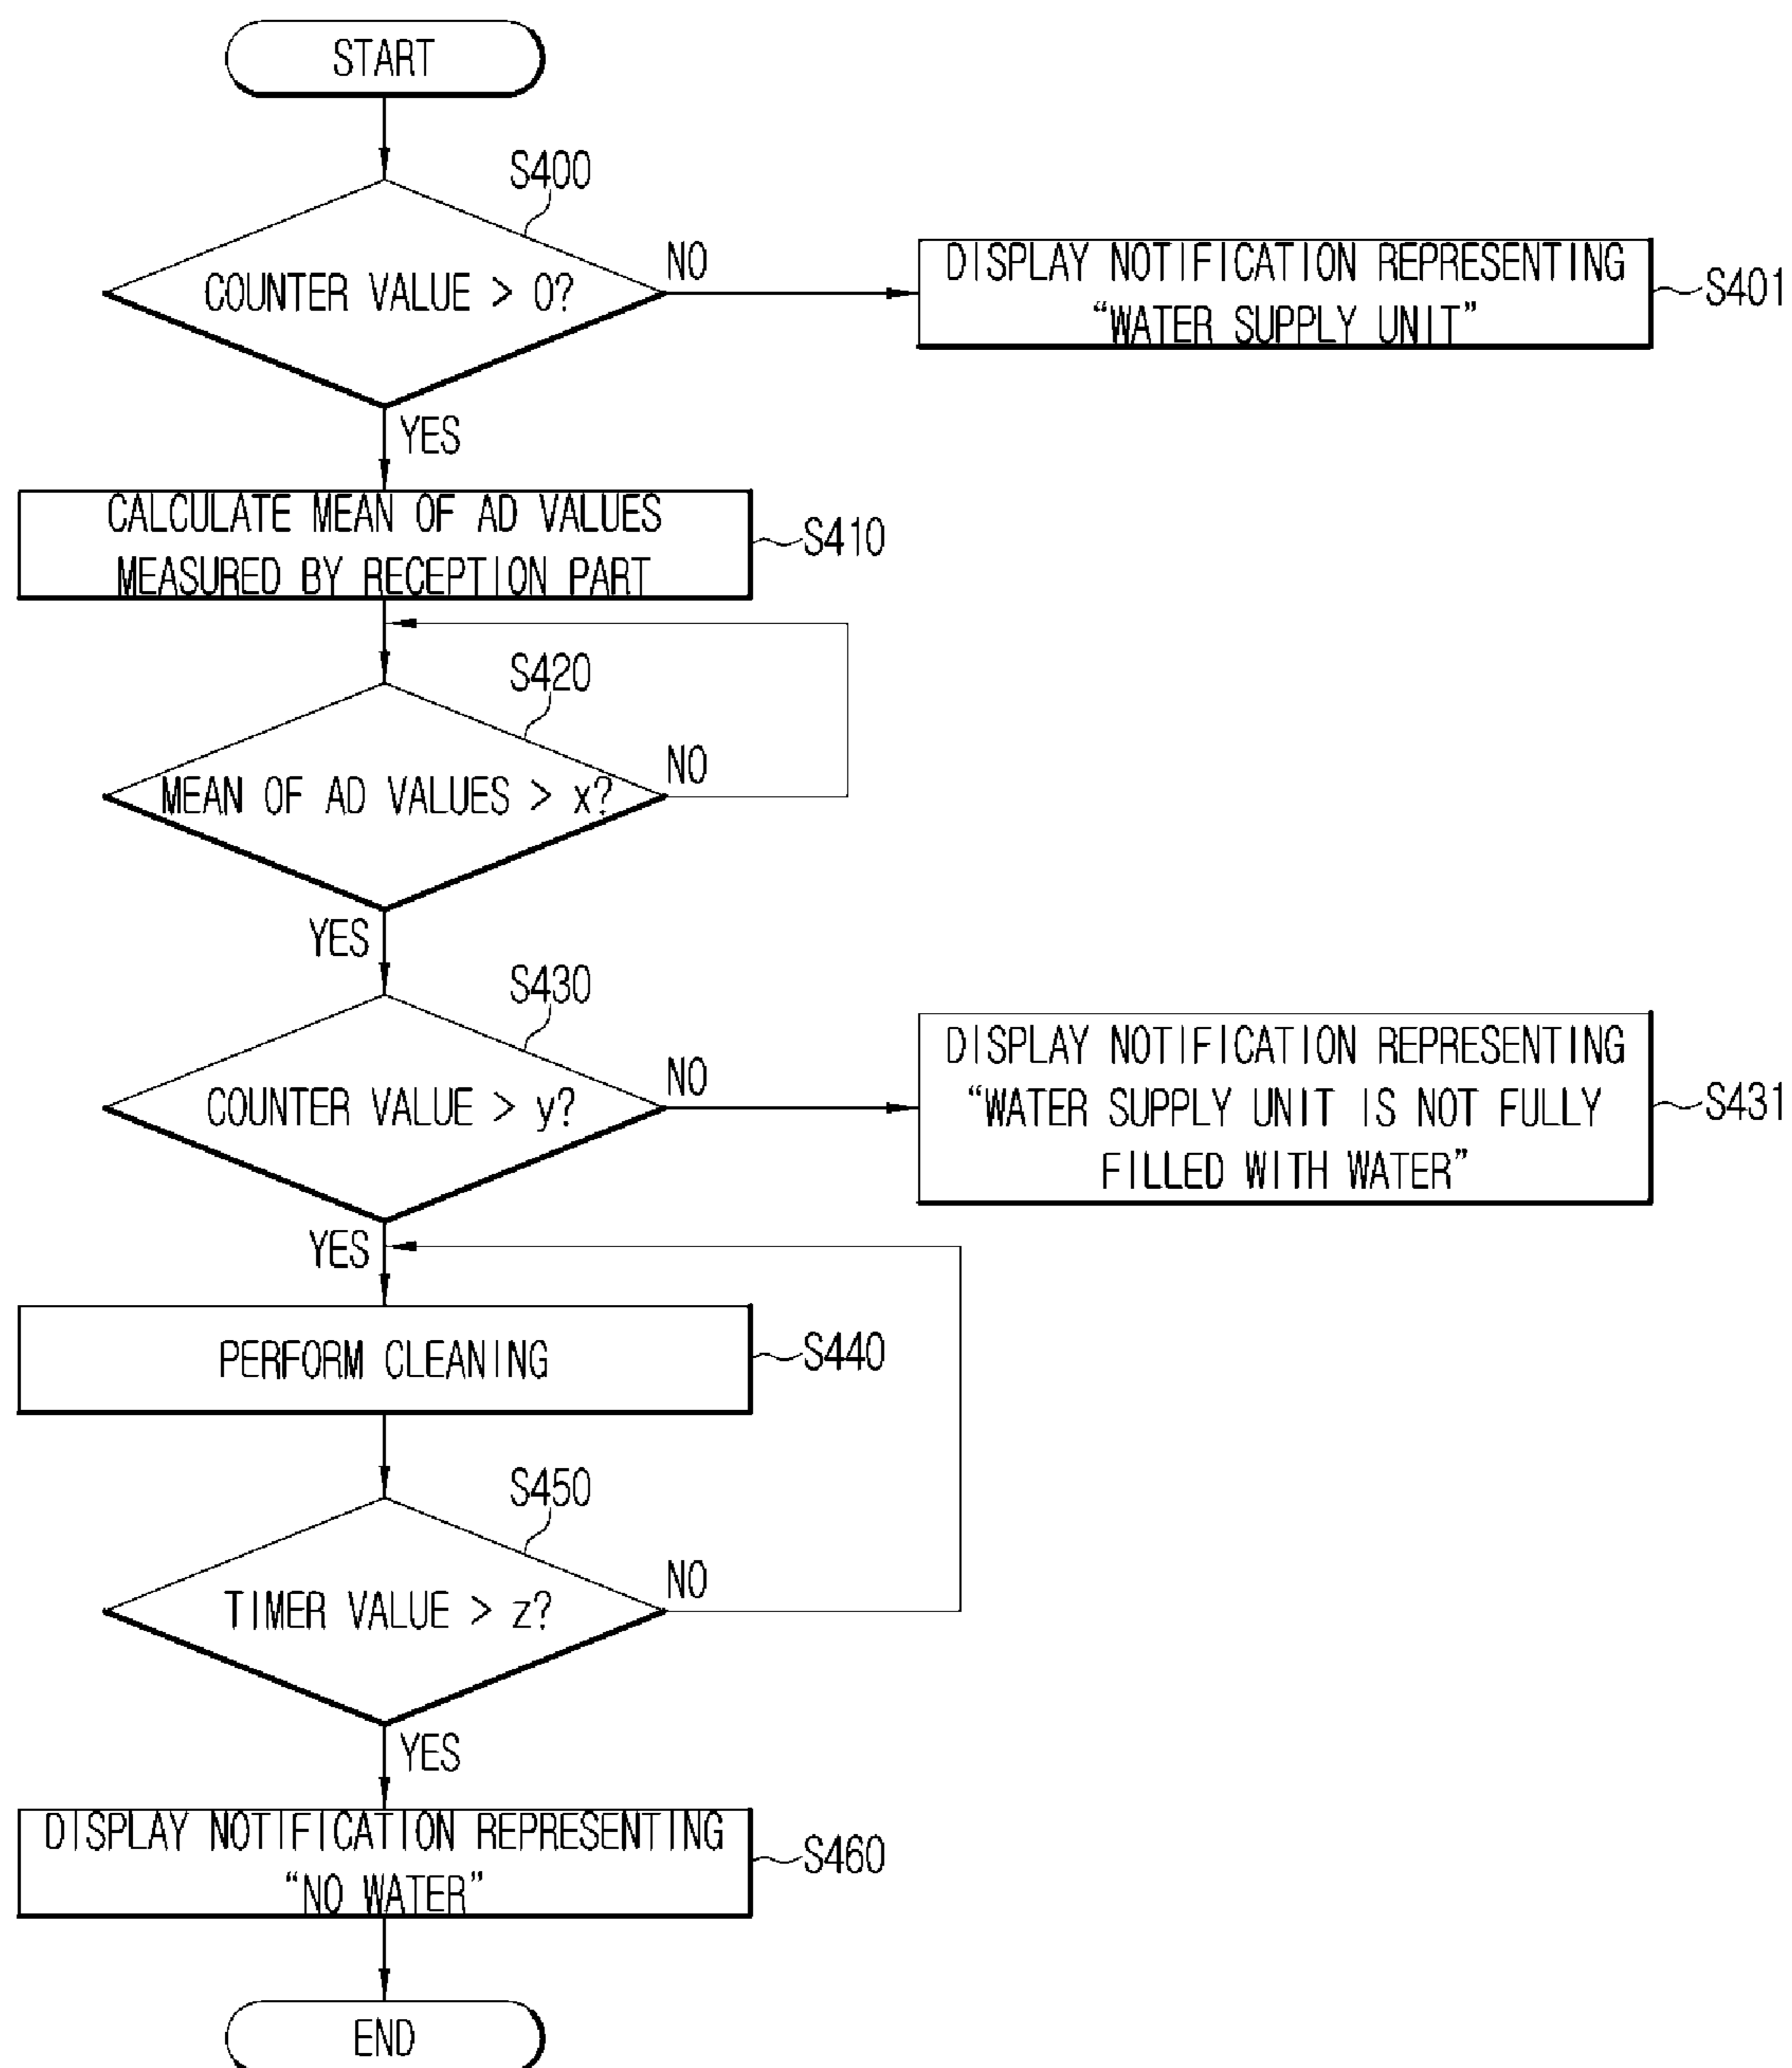 START
S400
COUNTER VALUE > 0?
NO
DISPLAY NOTIFICATION REPRESENTING
“WATER SUPPLY UNIT”
S401
YES
CALCULATE MEAN OF AD VALUES
MEASURED BY RECEPTION PART
S410
S420
MEAN OF AD VALUES > x?
NO
YES
S430
COUNTER VALUE > y?
NO
DISPLAY NOTIFICATION REPRESENTING
“WATER SUPPLY UNIT IS NOT FULLY
FILLED WITH WATER”
S431
YES
PERFORM CLEANING
S440
S450
TIMER VALUE > z?
NO
YES
DISPLAY NOTIFICATION REPRESENTING
“NO WATER”
S460
END